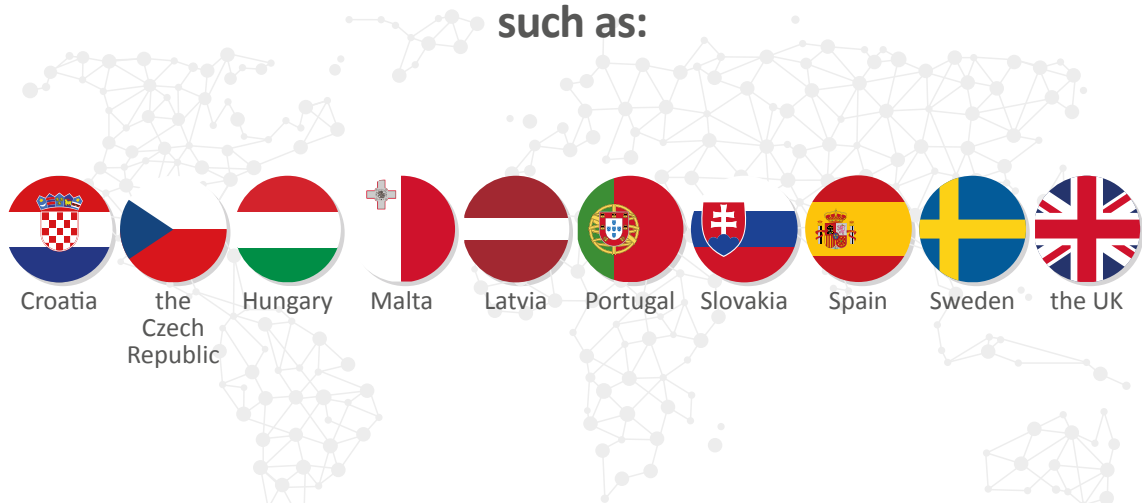 such as:
Croatia
the
Czech
Republic
Hungary
Malta
Latvia
Portugal
Slovakia
Spain
Sweden
the UK